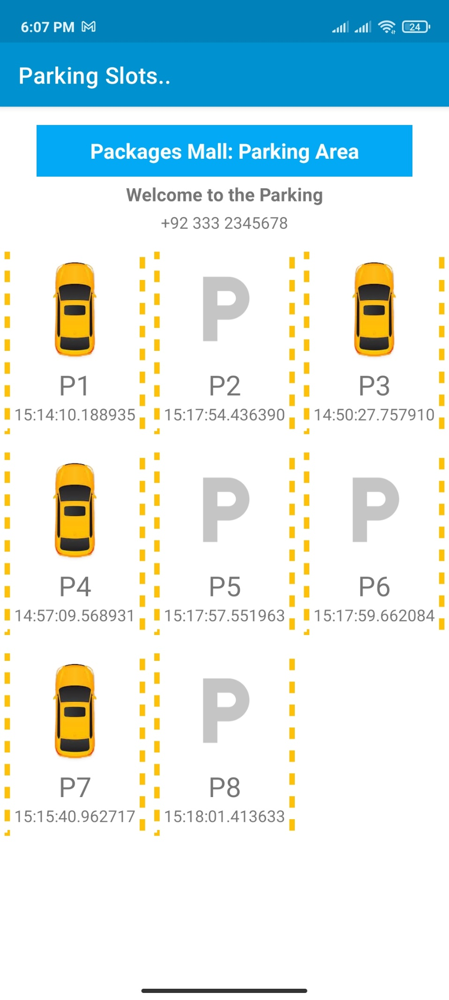 6:07 PM
24
Parking Slots..
Packages Mall: Parking Area
Welcome to the Parking
+92 333 2345678
P
P1 P2 P3
15:14:10.188935 15:17:54.436390 14:50:27.757910
P P
P4 P5 P6
14:57:09.568931 15:17:57.551963 15:17:59.662084
P
P7 P8
15:15:40.962717 15:18:01.413633